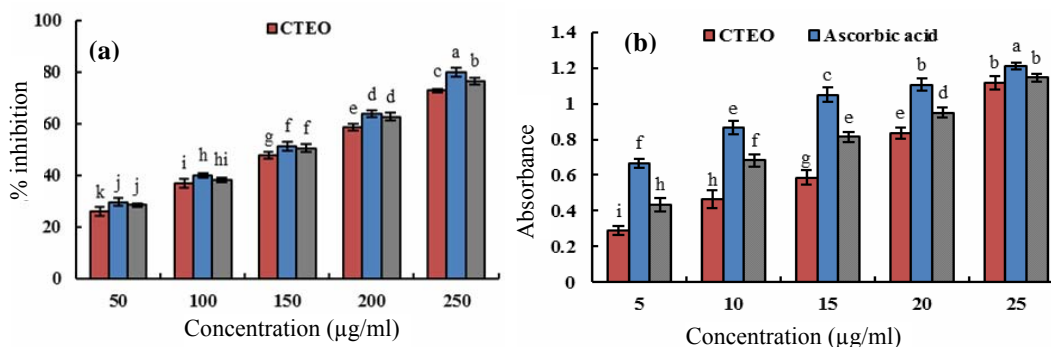 (a)
CTEO
% inhibition
100
80
60
40
20
0
k j j
i h hi
g f f
e d d
c a b
50 100 150 200 250
Concentration (µg/ml)
(b)
CTEO Ascorbic acid
Absorbance
1.4
1.2
1
0.8
0.6
0.4
0.2
0
i f h
h e f
g c e
e b d
b a b
5 10 15 20 25
Concentration (µg/ml)